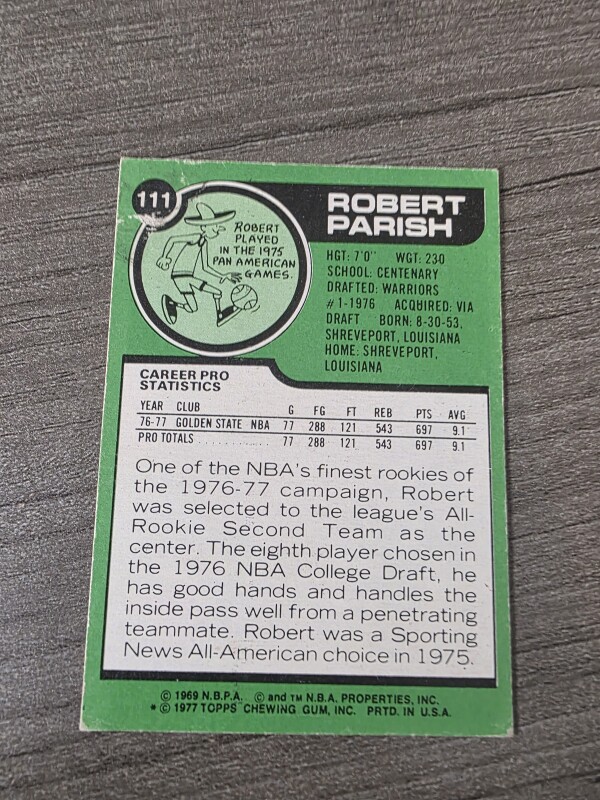 111
ROBERT
PARISH
ROBERT
PLAYED
IN THE 1975
PAN AMERICAN
GAMES.
HGT: 7'0" WGT: 230
SCHOOL: CENTENARY
DRAFTED: WARRIORS
#1-1976 ACQUIRED: VIA
DRAFT BORN: 8-30-53,
SHREVEPORT, LOUISIANA
HOME: SHREVEPORT,
LOUISIANA
CAREER PRO
STATISTICS
YEAR CLUB G FG FT REB PTS AVG
76-77 GOLDEN STATE NBA 77 288 121 543 697 9.1
PRO TOTALS . . . . . . . . . . . 77 288 121 543 697 9.1
One of the NBA's finest rookies of
the 1976-77 campaign, Robert
was selected to the league's All-
Rookie Second Team as the
center. The eighth player chosen in
the 1976 NBA College Draft, he
has good hands and handles the
inside pass well from a penetrating
teammate. Robert was a Sporting
News All-American choice in 1975.
© 1969 N.B.P.A. © and TM N.B.A. PROPERTIES, INC.
* © 1977 TOPPS CHEWING GUM, INC. PRTD. IN U.S.A.